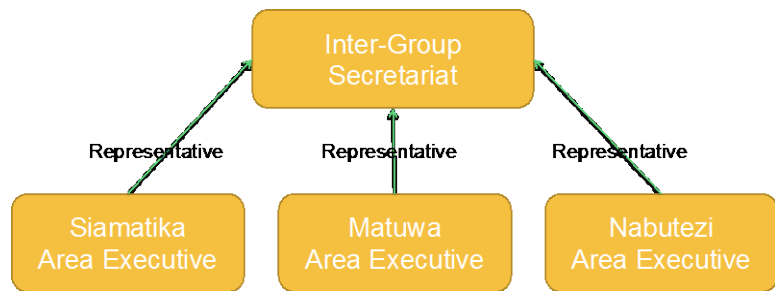 Inter-Group
Secretariat
Representative
Representative
Representative
Siamatika
Area Executive
Matuwa
Area Executive
Nabutezi
Area Executive